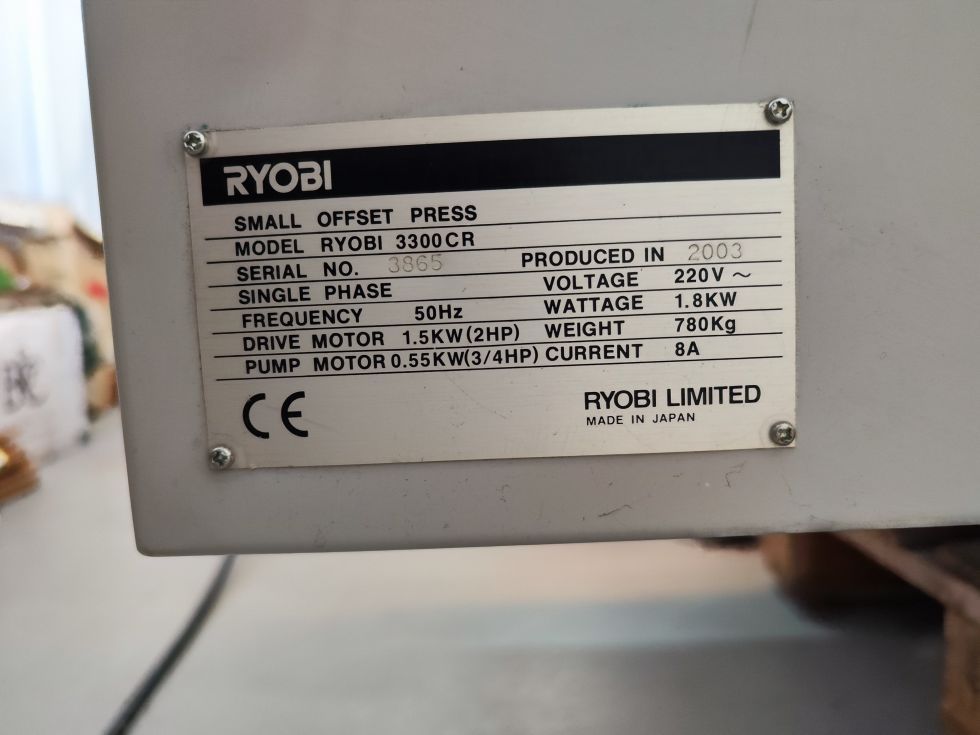 RYOBI
SMALL OFFSET PRESS
MODEL RYOBI 3300CR
SERIAL NO. 3865 PRODUCED IN 2003
SINGLE PHASE VOLTAGE 220V ~
FREQUENCY 50Hz WATTAGE 1.8KW
DRIVE MOTOR 1.5KW(2HP) WEIGHT 780Kg
PUMP MOTOR 0.55KW(3/4HP) CURRENT 8A
CE
RYOBI LIMITED
MADE IN JAPAN